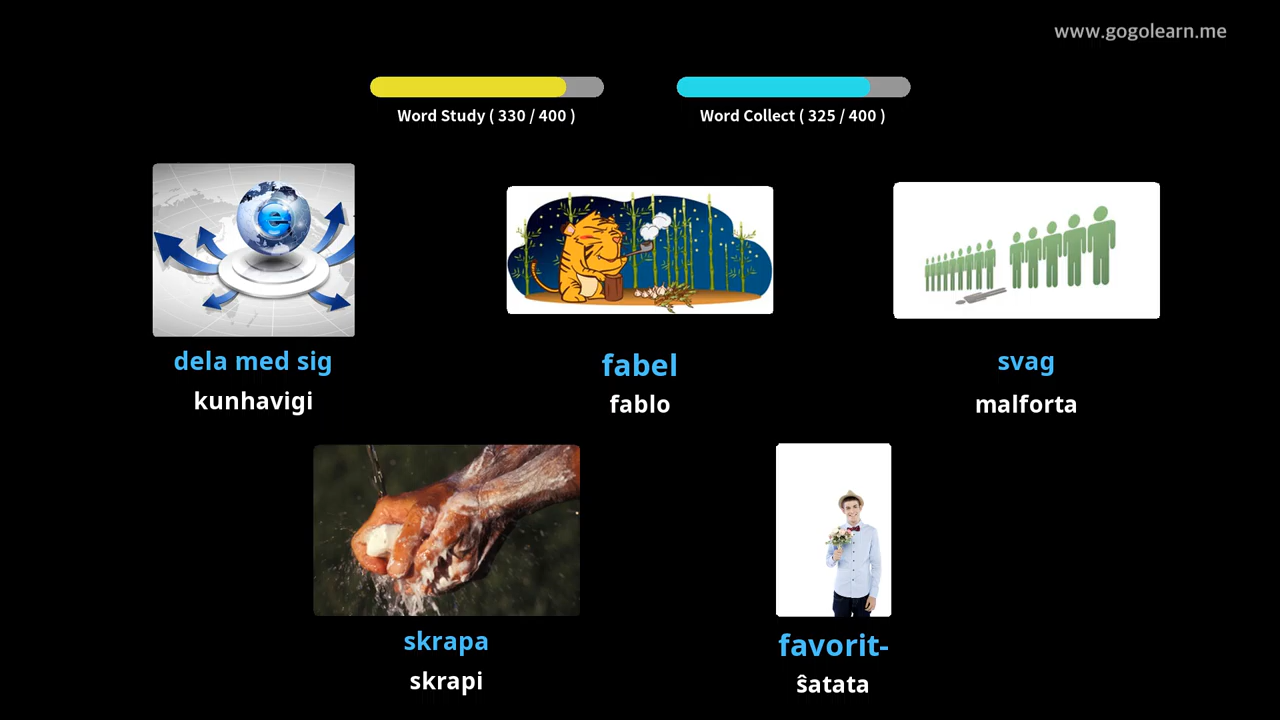 www.gogolearn.me
Word Study ( 330 / 400 )
Word Collect ( 325 / 400 )
e
dela med sig
kunhavigi
fabel
fablo
svag
malforta
skrapa
skrapi
favorit-
ŝatata